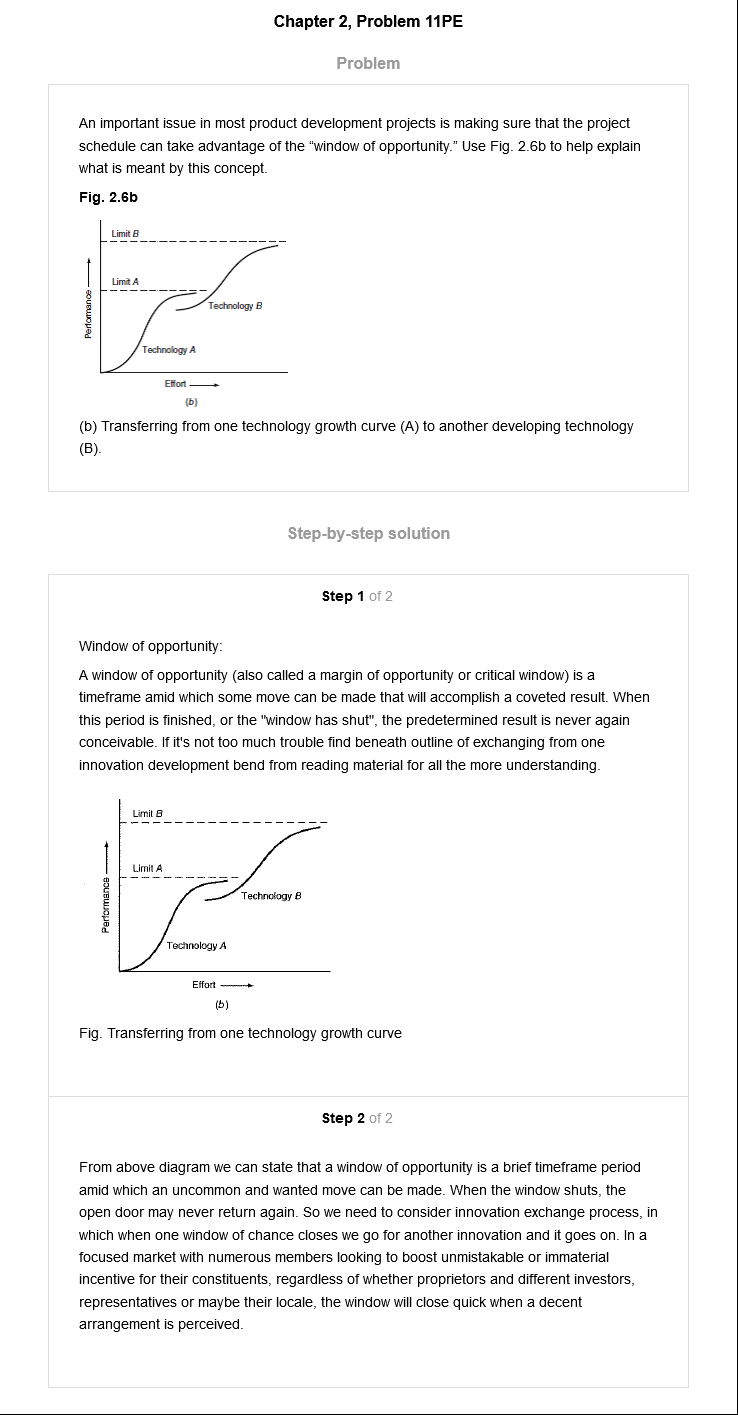 Chapter 2, Problem 11PE
Problem
An important issue in most product development projects is making sure that the project
schedule can take advantage of the “window of opportunity.” Use Fig. 2.6b to help explain
what is meant by this concept.
Fig. 2.6b
Limit B
Limit A
Performance
Technology B
Technology A
Effort
(b)
(b) Transferring from one technology growth curve (A) to another developing technology
(B).
Step-by-step solution
Step 1 of 2
Window of opportunity:
A window of opportunity (also called a margin of opportunity or critical window) is a
timeframe amid which some move can be made that will accomplish a coveted result. When
this period is finished, or the "window has shut", the predetermined result is never again
conceivable. If it's not too much trouble find beneath outline of exchanging from one
innovation development bend from reading material for all the more understanding.
Limit B
Limit A
Performance
Technology B
Technology A
Effort
(b)
Fig. Transferring from one technology growth curve
Step 2 of 2
From above diagram we can state that a window of opportunity is a brief timeframe period
amid which an uncommon and wanted move can be made. When the window shuts, the
open door may never return again. So we need to consider innovation exchange process, in
which when one window of chance closes we go for another innovation and it goes on. In a
focused market with numerous members looking to boost unmistakable or immaterial
incentive for their constituents, regardless of whether proprietors and different investors,
representatives or maybe their locale, the window will close quick when a decent
arrangement is perceived.